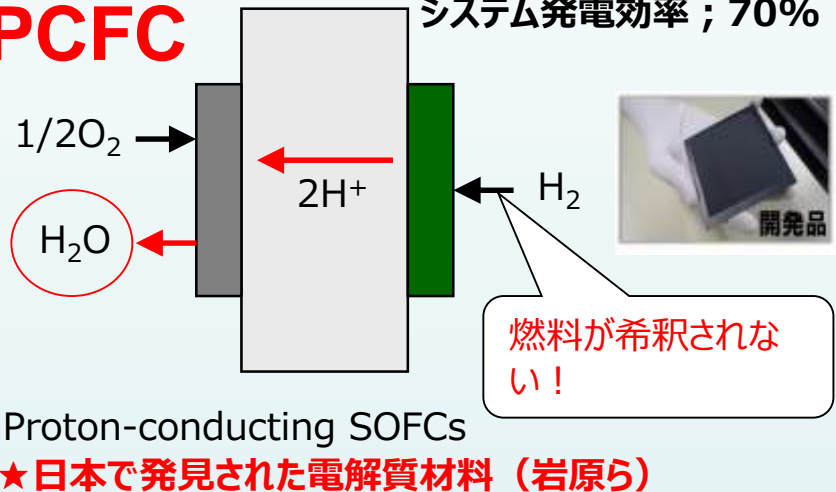 PCFC
システム発電効率；70%
1/2O₂
2H⁺
H₂
H₂O
開発品
燃料が希釈されな
い！
Proton-conducting SOFCs
★日本で発見された電解質材料（岩原ら）